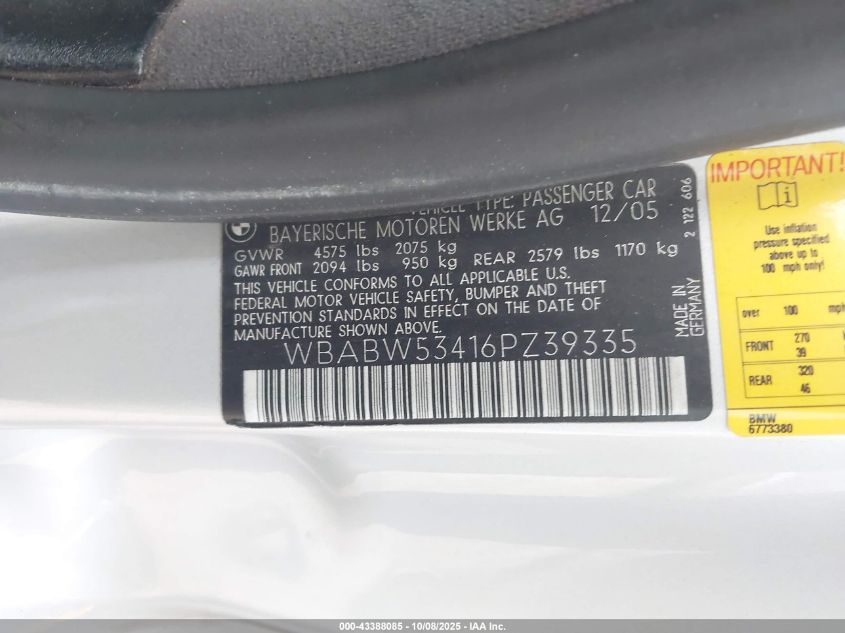 BMW
VEHICLE TYPE: PASSENGER CAR
BAYERISCHE MOTOREN WERKE AG 12/05
GVWR 4575 lbs 2075 kg
GAWR FRONT 2094 lbs 950 kg REAR 2579 lbs 1170 kg
THIS VEHICLE CONFORMS TO ALL APPLICABLE U.S.
FEDERAL MOTOR VEHICLE SAFETY, BUMPER AND THEFT
PREVENTION STANDARDS IN EFFECT ON THE DATE OF
MANUFACTURE SHOWN ABOVE.
WBABW53416PZ39335
2 122 606
MADE IN
GERMANY
IMPORTANT!
i
Use inflation
pressure specified
above up to
100 mph only!
over 100 mph
FRONT 270
39
REAR 320
46
BMW
6773380
000-43388085 - 10/08/2025 - IAA Inc.